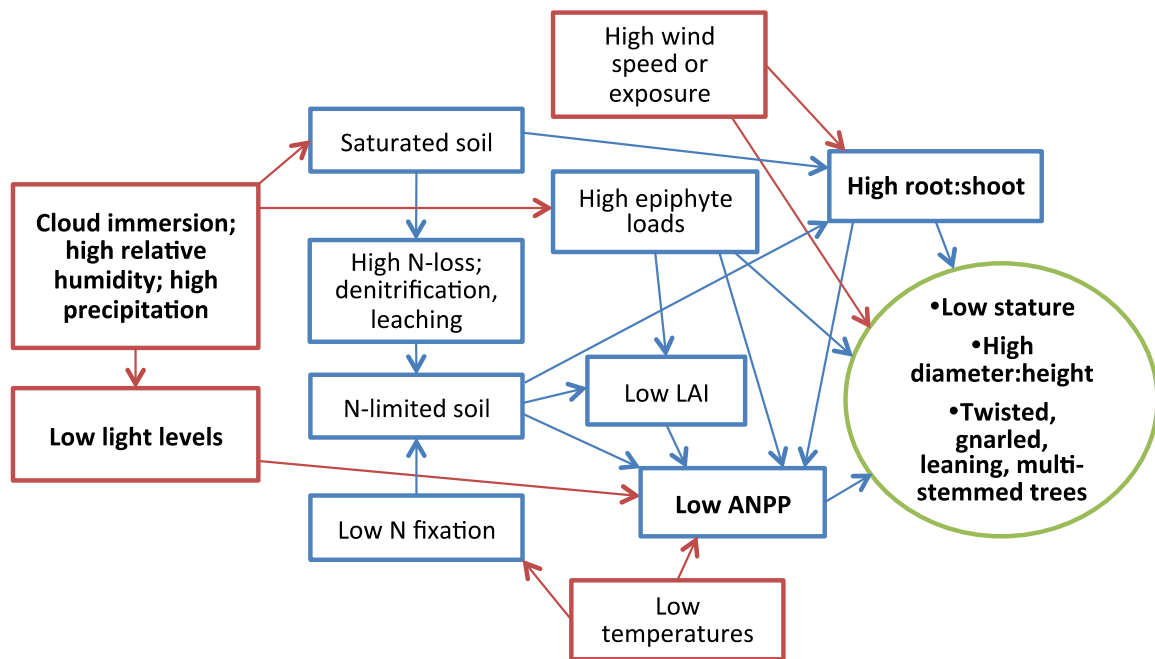 High wind
speed or
exposure
Saturated soil
High root:shoot
Cloud immersion;
high relative
humidity; high
precipitation
High epiphyte
loads
High N-loss;
denitrification,
leaching
•Low stature
•High
diameter:height
•Twisted,
gnarled,
leaning, multi-
stemmed trees
Low light levels
N-limited soil
Low LAI
Low ANPP
Low N fixation
Low
temperatures